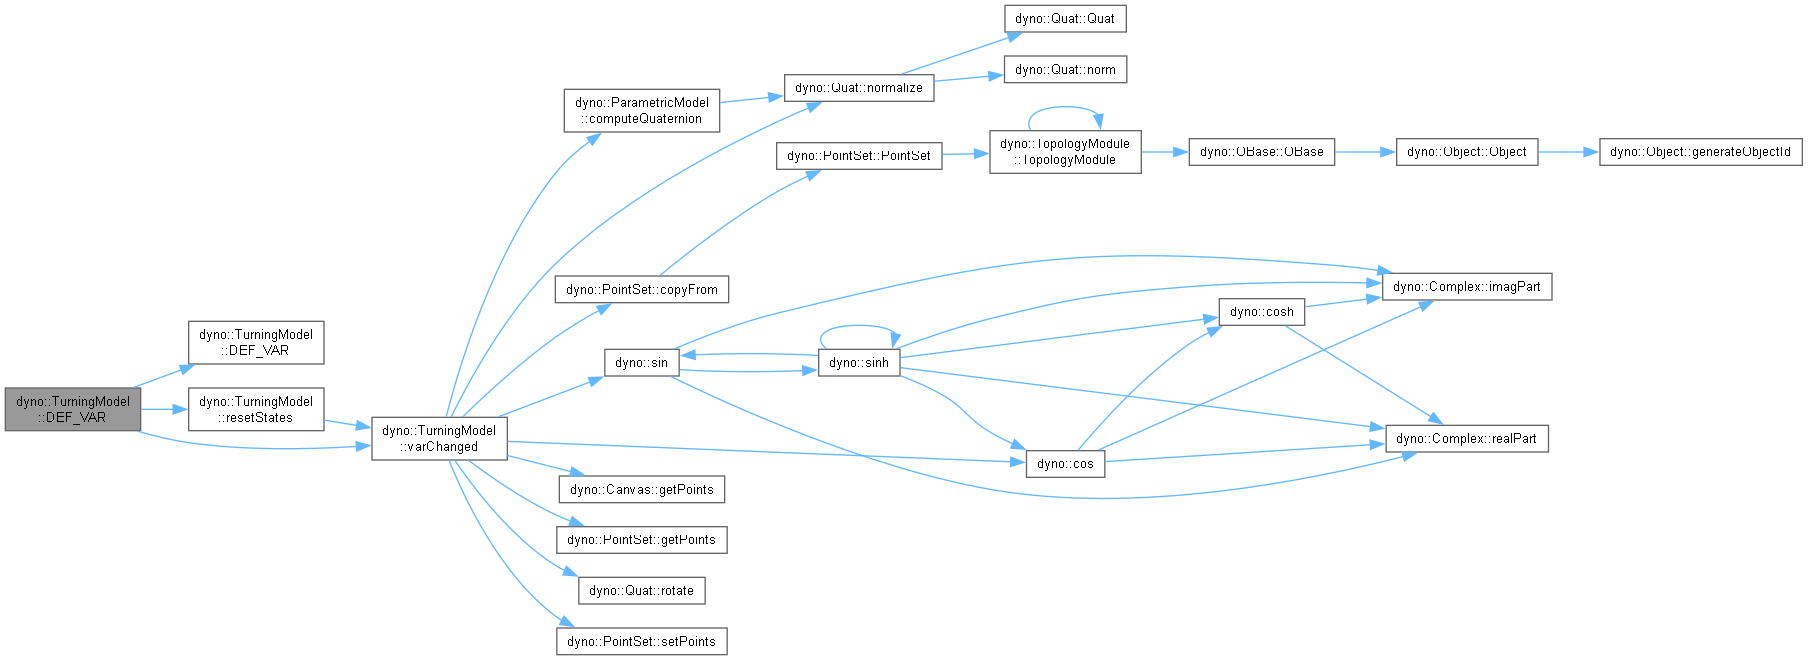 dyno::Quat::Quat
dyno::Quat::norm
dyno::Quat::normalize
dyno::ParametricModel
::computeQuaternion
dyno::PointSet::PointSet
dyno::TopologyModule
::TopologyModule
dyno::OBase::OBase
dyno::Object::Object
dyno::Object::generateObjectId
dyno::PointSet::copyFrom
dyno::Complex::imagPart
dyno::cosh
dyno::TurningModel
::DEF_VAR
dyno::sin
dyno::sinh
dyno::TurningModel
::DEF_VAR
dyno::TurningModel
::resetStates
dyno::TurningModel
::varChanged
dyno::Complex::realPart
dyno::cos
dyno::Canvas::getPoints
dyno::PointSet::getPoints
dyno::Quat::rotate
dyno::PointSet::setPoints